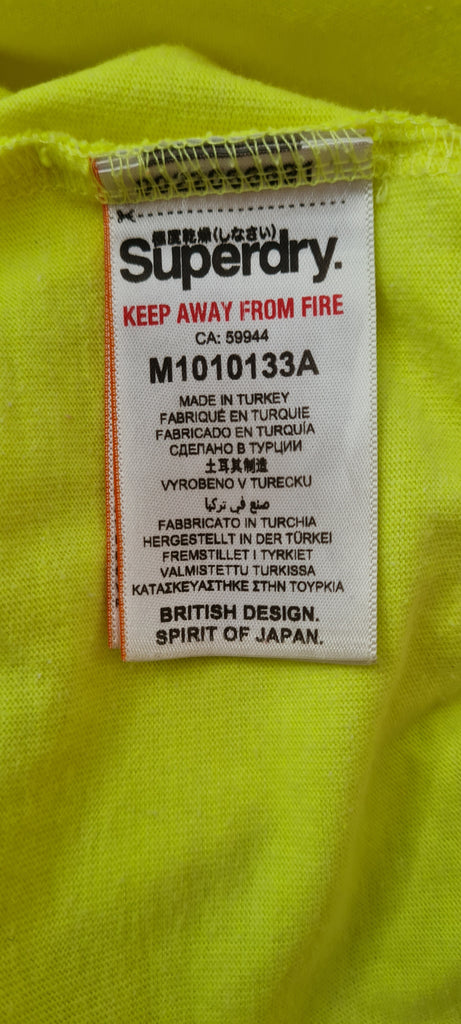 極度乾燥(しなさい)
Superdry.
KEEP AWAY FROM FIRE
CA: 59944
M1010133A
MADE IN TURKEY
FABRIQUÉ EN TURQUIE
FABRICADO EN TURQUÍA
СДЕЛАНО В ТУРЦИИ
土耳其制造
VYROBENO V TURECKU
صنع في تركيا
FABBRICATO IN TURCHIA
HERGESTELLT IN DER TÜRKEI
FREMSTILLET I TYRKIET
VALMISTETTU TURKISSA
ΚΑΤΑΣΚΕΥΑΣΤΗΚΕ ΣΤΗΝ ΤΟΥΡΚΙΑ
BRITISH DESIGN.
SPIRIT OF JAPAN.